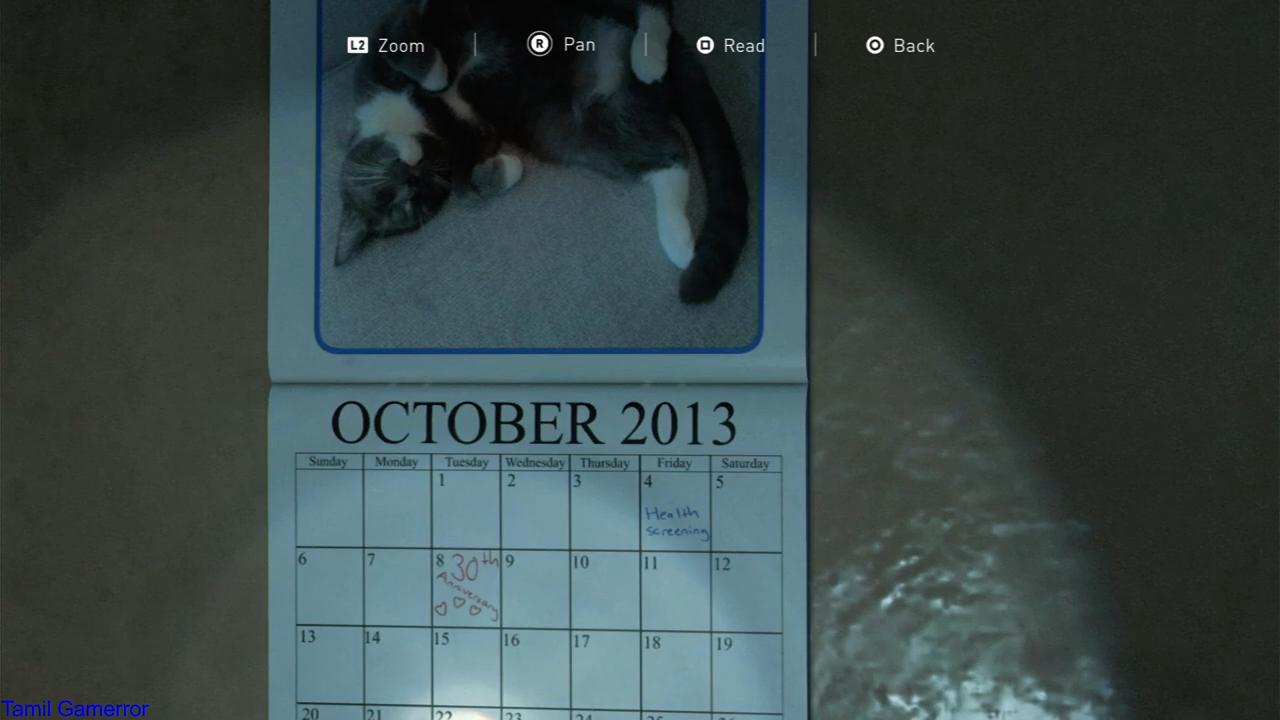 L2 Zoom | R Pan | Read | Back
OCTOBER 2013
Sunday Monday Tuesday Wednesday Thursday Friday Saturday
1 2 3 4 5
Health
screening
6 7 8 30th 9 10 11 12
Anniversary
13 14 15 16 17 18 19
20 21 22 23 24 25
Tamil Gamerror